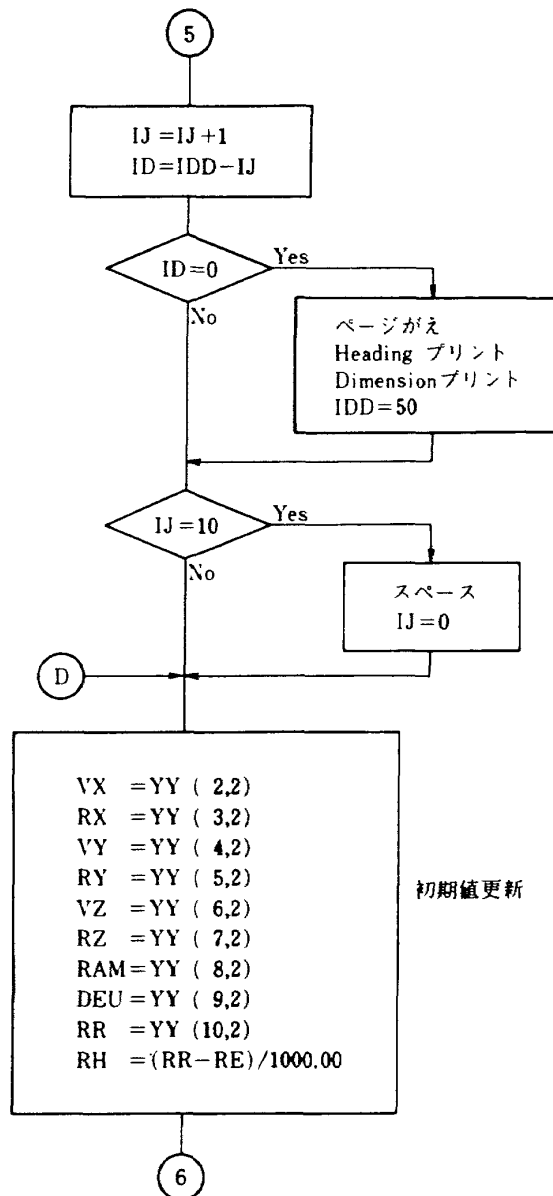 5
IJ=IJ+1
ID=IDD-IJ
ID=0
Yes
No
ページがえ
Heading プリント
Dimensionプリント
IDD=50
IJ=10
Yes
No
スペース
IJ=0
D
VX =YY ( 2,2)
RX =YY ( 3,2)
VY =YY ( 4,2)
RY =YY ( 5,2)
VZ =YY ( 6,2)
RZ =YY ( 7,2)
RAM=YY ( 8,2)
DEU =YY ( 9,2)
RR =YY (10,2)
RH =(RR-RE)/1000.00
初期値更新
6